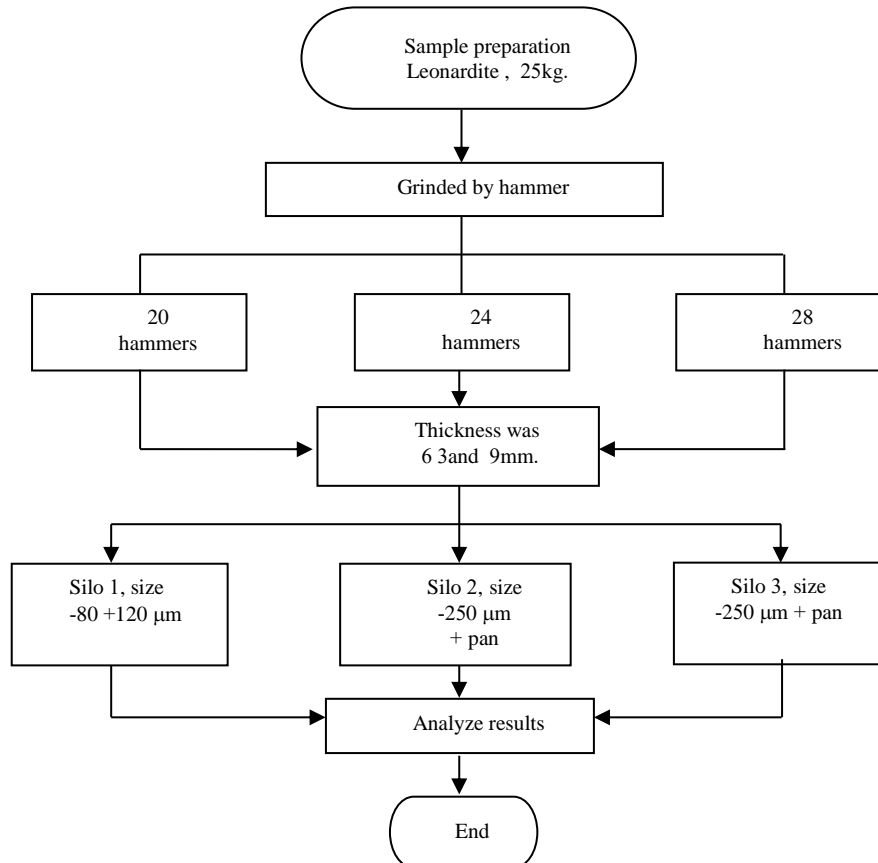 Sample preparation
Leonardite , 25kg.
Grinded by hammer
20
hammers
24
hammers
28
hammers
Thickness was
6 3and 9mm.
Silo 1, size
-80 +120 μm
Silo 2, size
-250 μm
+ pan
Silo 3, size
-250 μm + pan
Analyze results
End